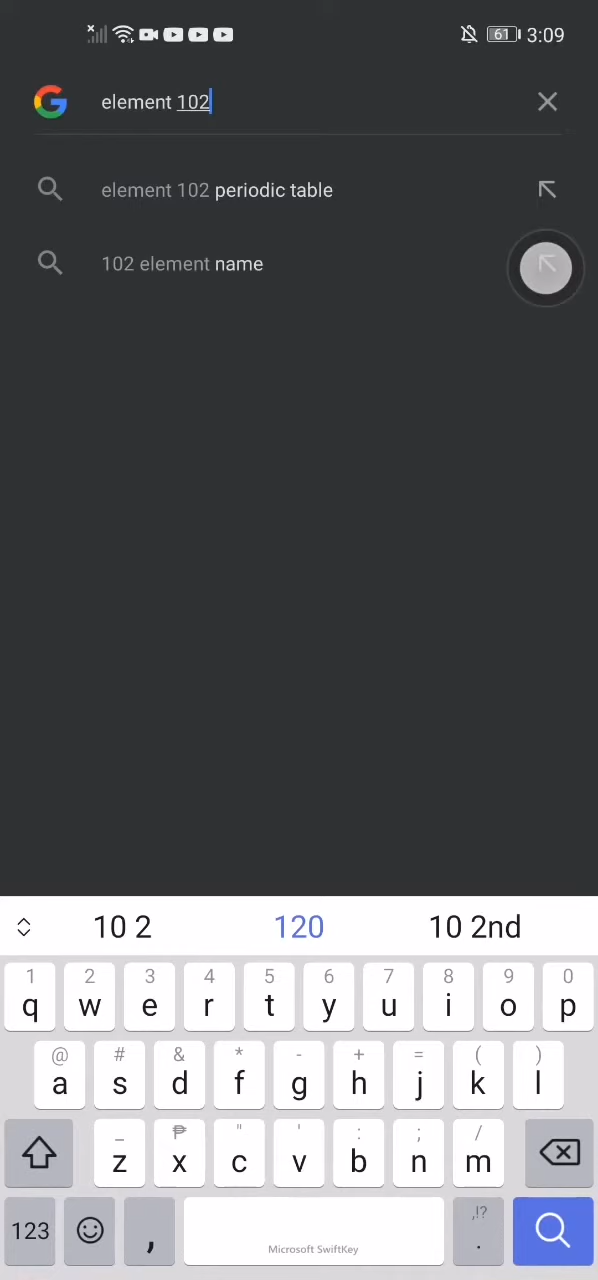 61 3:09
element 102
element 102 periodic table
102 element name
10 2 120 10 2nd
1 2 3 4 5 6 7 8 9 0
q w e r t y u i o p
@ # & * - + = ( )
a s d f g h j k l
_ ₱ " ' : ; /
z x c v b n m
,!?
123 , .
Microsoft SwiftKey